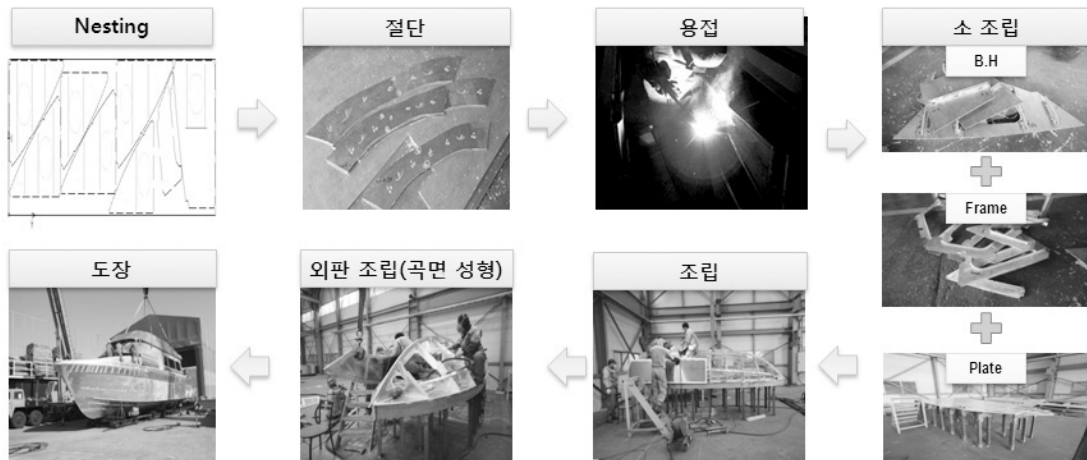 Nesting
절단
용접
소 조립
B.H
Frame
Plate
조립
외판 조립(곡면 성형)
도장